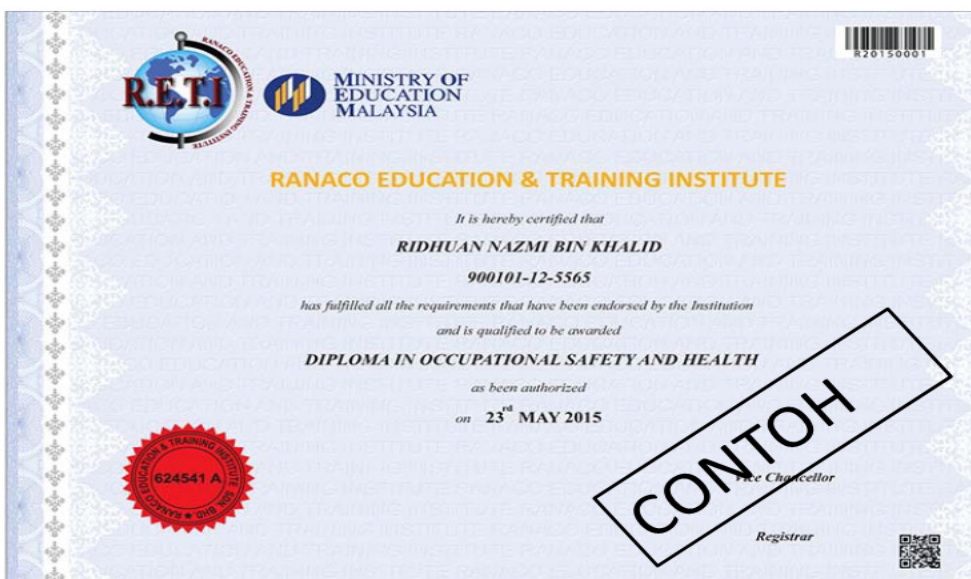 RANACO EDUCATION & TRAINING INSTITUTE
R.E.T.I
MINISTRY OF
EDUCATION
MALAYSIA
R20150001
RANACO EDUCATION & TRAINING INSTITUTE
It is hereby certified that
RIDHUAN NAZMI BIN KHALID
900101-12-5565
has fulfilled all the requirements that have been endorsed by the Institution
and is qualified to be awarded
DIPLOMA IN OCCUPATIONAL SAFETY AND HEALTH
as been authorized
on 23rd MAY 2015
CONTOH
Vice Chancellor
Registrar
RANACO EDUCATION & TRAINING INSTITUTE SDN. BHD
624541 A